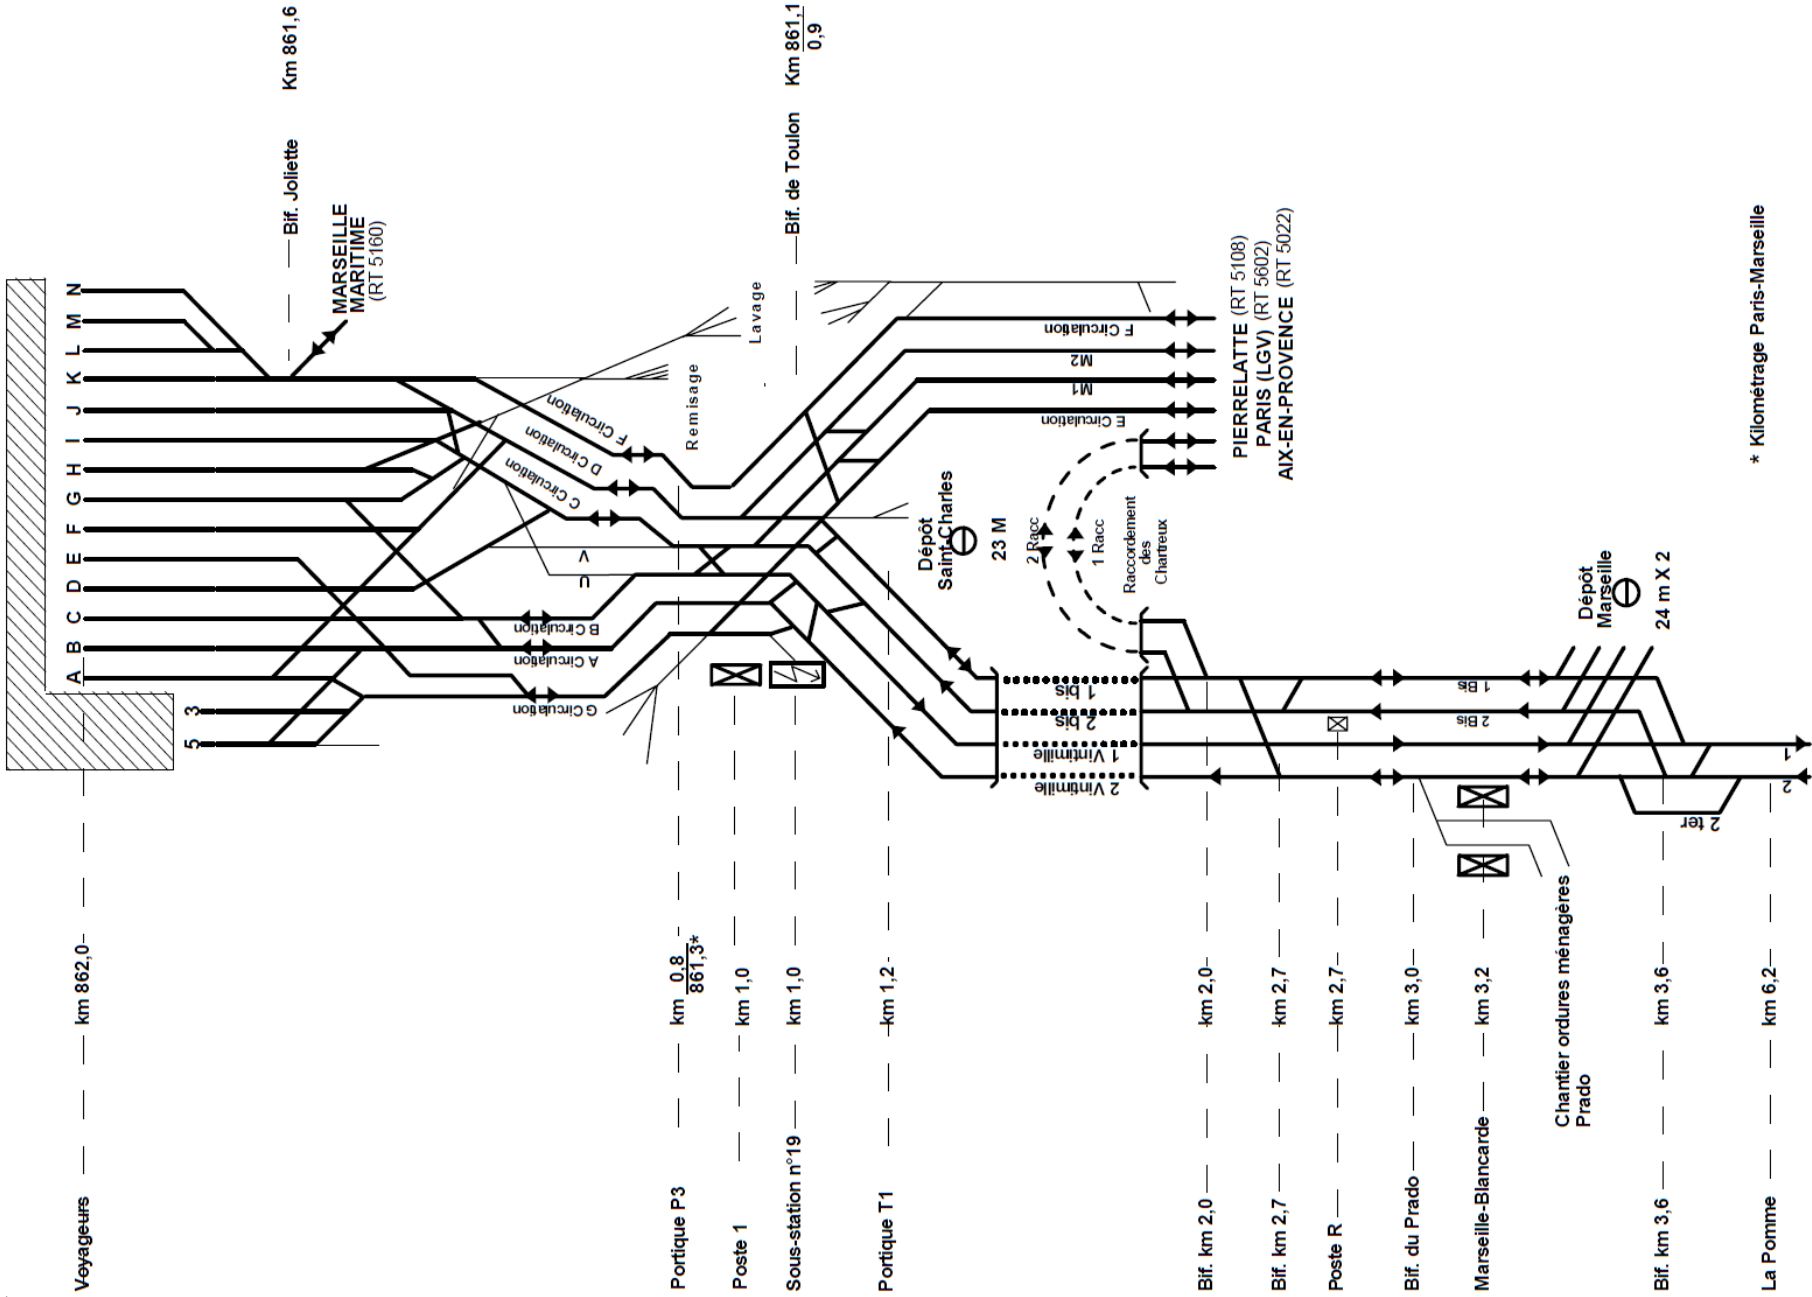 Km 861,6
Km 861,1
0,9
Bif. Joliette
Bif. de Toulon
MARSEILLE
MARITIME
(RT 5160)
N
M
L
K
J
I
H
G
F
E
D
C
B
A
3
5
Lavage
Remisage
F Circulation
D Circulation
C Circulation
V
U
B Circulation
A Circulation
G Circulation
F Circulation
M2
M1
E Circulation
PIERRELATTE (RT 5108)
PARIS (LGV) (RT 5602)
AIX-EN-PROVENCE (RT 5022)
* Kilométrage Paris-Marseille
Dépôt
Saint-Charles
23 M
2 Racc
1 Racc
Raccordement
des
Chartreux
Dépôt
Marseille
24 m X 2
1 bis
2 bis
1 Vintimille
2 Vintimille
1 Bis
2 Bis
1
2
2 ter
Chantier ordures ménagères
Prado
Voyageurs
km 862,0
Portique P3
km 0,8
861,3*
Poste 1
km 1,0
Sous-station n°19
km 1,0
Portique T1
km 1,2
Bif. km 2,0
km 2,0
Bif. km 2,7
km 2,7
Poste R
km 2,7
Bif. du Prado
km 3,0
Marseille-Blancarde
km 3,2
Bif. km 3,6
km 3,6
La Pomme
km 6,2